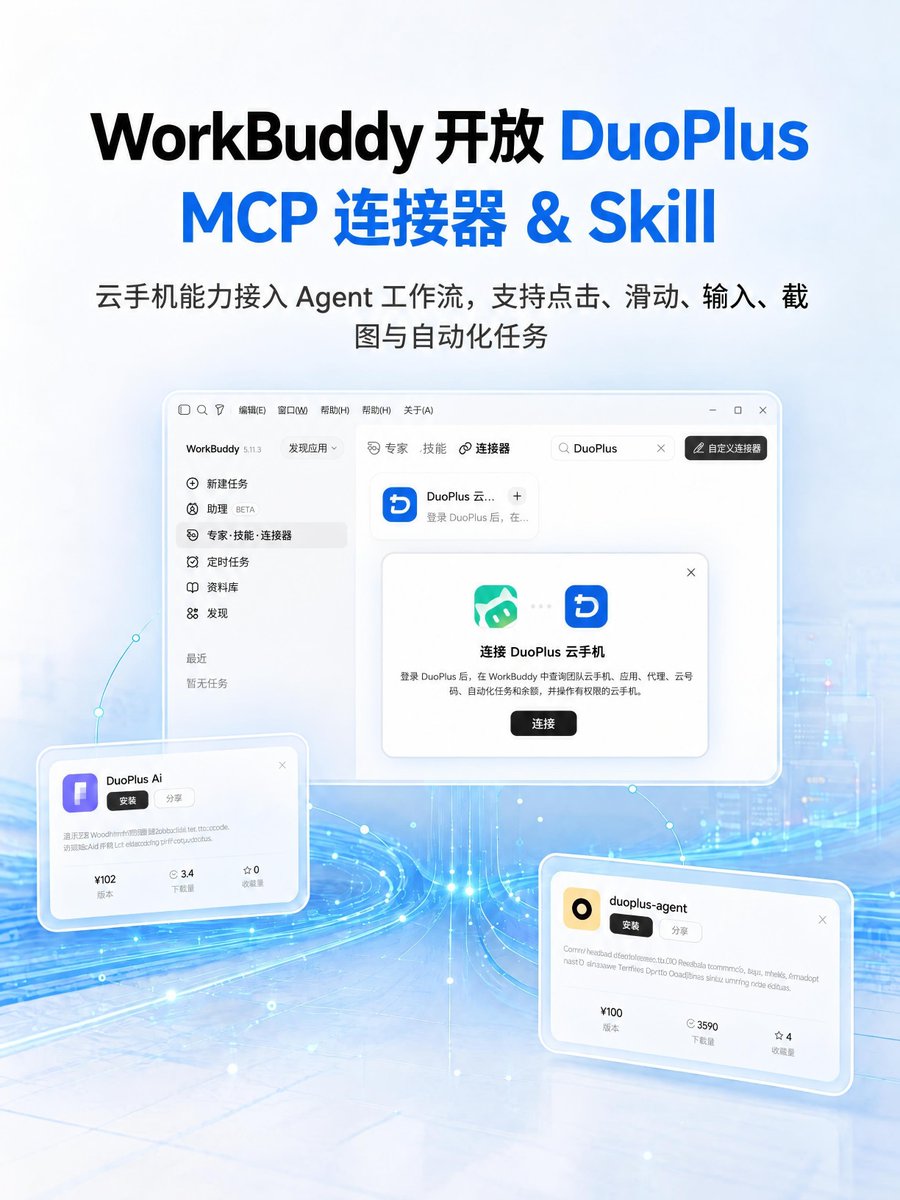 WorkBuddy 开放 DuoPlus
MCP 连接器 & Skill
云手机能力接入 Agent 工作流，支持点击、滑动、输入、截
图与自动化任务
编辑(E) 窗口(W) 帮助(H) 帮助(H) 关于(A)
WorkBuddy 5.11.3 发现应用
专家 技能 连接器 DuoPlus 自定义连接器
新建任务
助理 BETA
专家·技能·连接器
定时任务
资料库
发现
最近
暂无任务
DuoPlus 云...
登录 DuoPlus 后，在...
连接 DuoPlus 云手机
登录 DuoPlus 后，在 WorkBuddy 中查询团队云手机、应用、代理、云号
码、自动化任务和余额，并操作有权限的云手机。
连接
DuoPlus Ai
安装 分享
¥102 3.4 0
版本 下载量 收藏量
duoplus-agent
安装 分享
¥100 3590 4
版本 下载量 收藏量